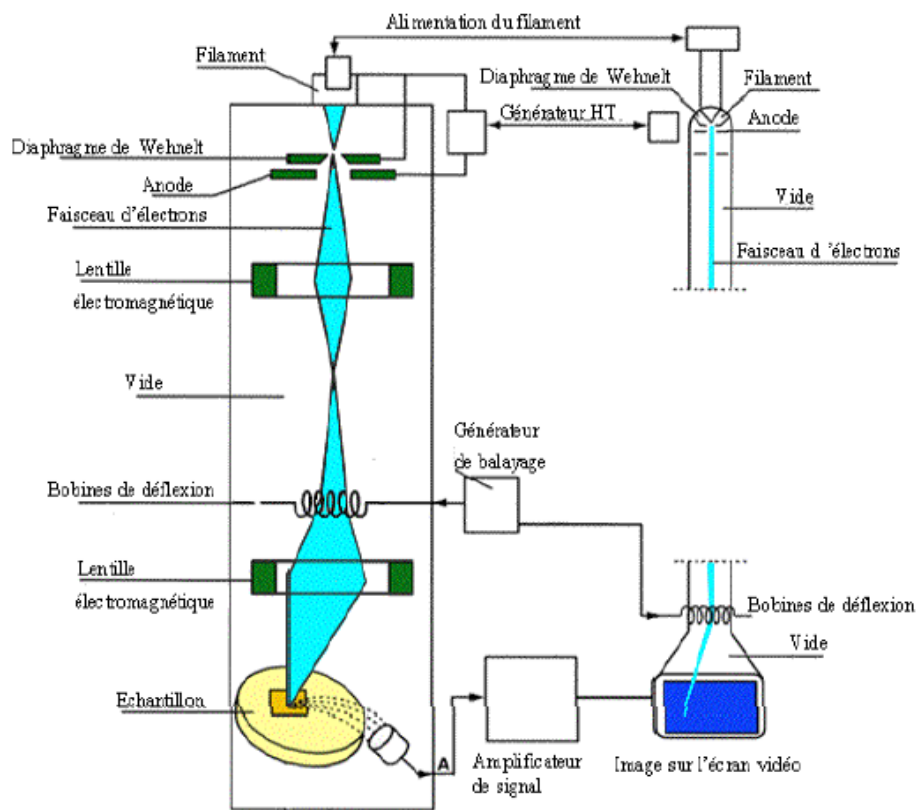 Alimentation du filament
Filament
Diaphragme de Wehnelt
Filament
Générateur HT
Anode
Diaphragme de Wehnelt
Anode
Vide
Faisceau d'électrons
Faisceau d 'électrons
Lentille
électromagnétique
Vide
Générateur
de balayage
Bobines de déflexion
Lentille
électromagnétique
Bobines de déflexion
Vide
Echantillon
A
Amplificateur
de signal
Image sur l'écran vidéo